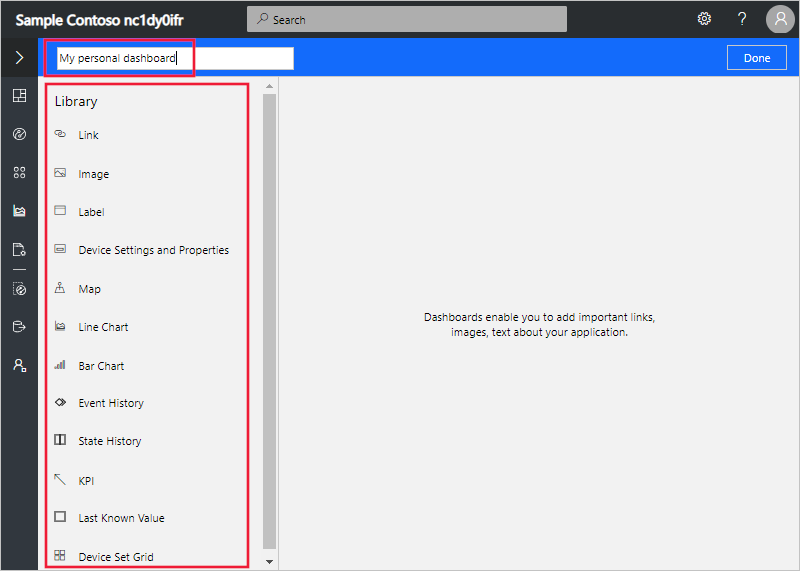 Sample Contoso nc1dy0ifr
Search
?
My personal dashboard
Done
Library
Link
Image
Label
Device Settings and Properties
Map
Line Chart
Bar Chart
Event History
State History
KPI
Last Known Value
Device Set Grid
Dashboards enable you to add important links,
images, text about your application.